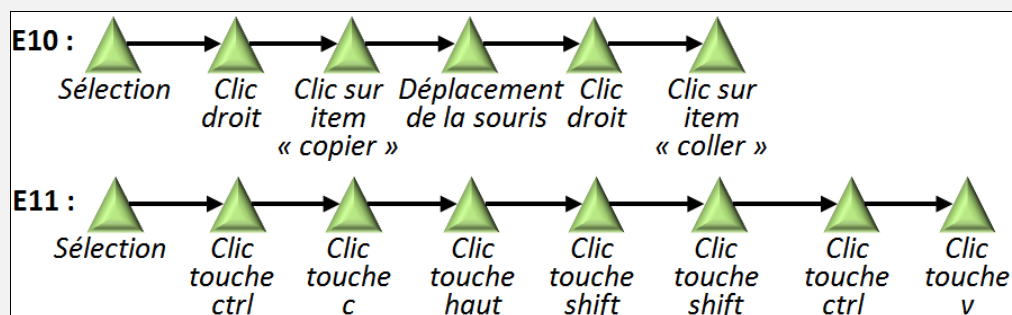 E10 :
Sélection Clic Clic sur Déplacement Clic Clic sur
droit item de la souris droit item
« copier » « coller »
E11 :
Sélection Clic Clic Clic Clic Clic Clic Clic
touche touche touche touche touche touche touche
ctrl c haut shift shift ctrl v